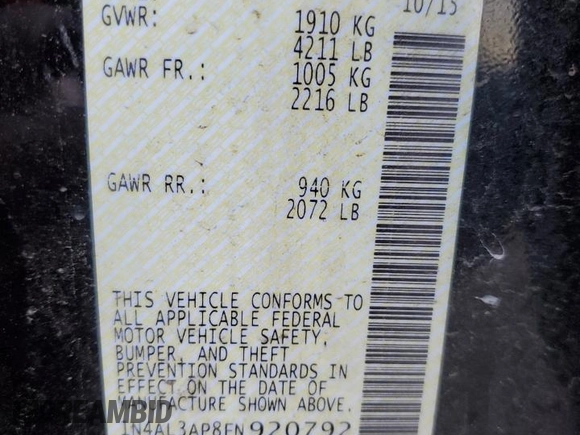 10/15
GVWR: 1910 KG
4211 LB
GAWR FR.: 1005 KG
2216 LB
GAWR RR.: 940 KG
2072 LB
THIS VEHICLE CONFORMS TO
ALL APPLICABLE FEDERAL
MOTOR VEHICLE SAFETY,
BUMPER, AND THEFT
PREVENTION STANDARDS IN
EFFECT ON THE DATE OF
MANUFACTURE SHOWN ABOVE.
1N4AL3AP8FN920792